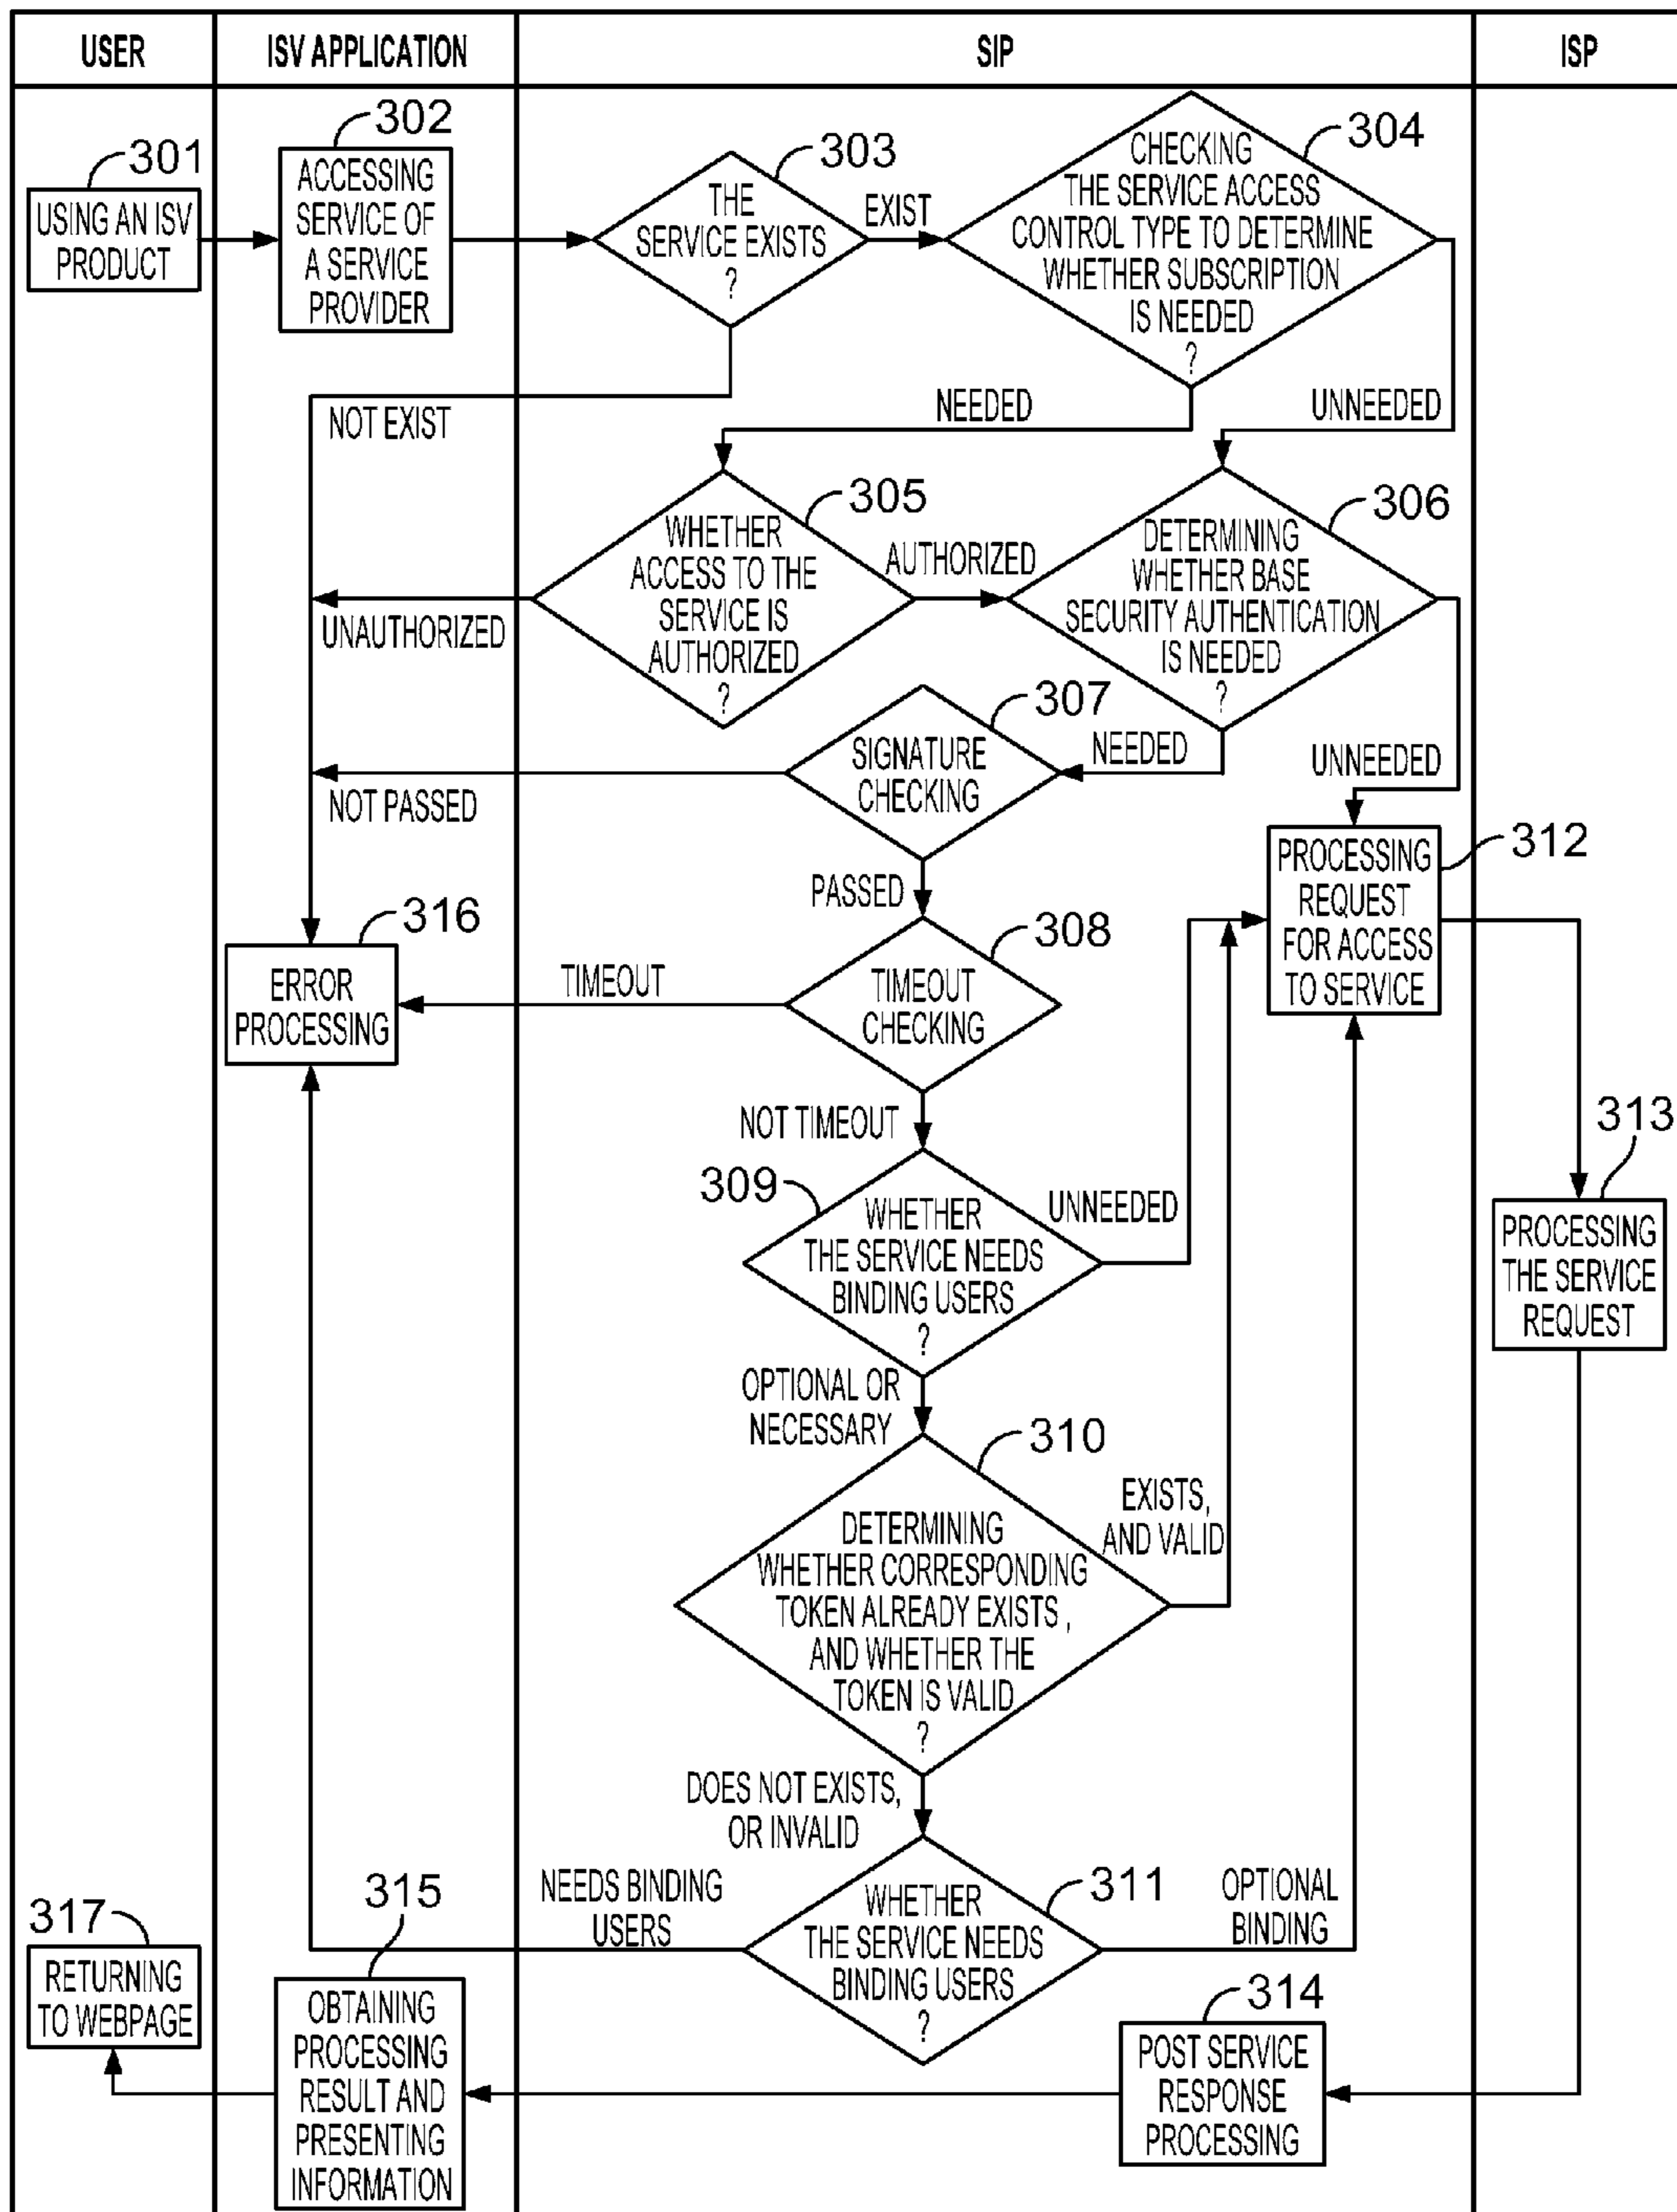 USER
ISV APPLICATION
SIP
ISP
301
USING AN ISV
PRODUCT
302
ACCESSING
SERVICE OF
A SERVICE
PROVIDER
303
THE
SERVICE EXISTS
?
EXIST
NOT EXIST
304
CHECKING
THE SERVICE ACCESS
CONTROL TYPE TO DETERMINE
WHETHER SUBSCRIPTION
IS NEEDED
?
NEEDED
UNNEEDED
305
WHETHER
ACCESS TO THE
SERVICE IS
AUTHORIZED
?
AUTHORIZED
UNAUTHORIZED
306
DETERMINING
WHETHER BASE
SECURITY AUTHENTICATION
IS NEEDED
?
NEEDED
UNNEEDED
307
SIGNATURE
CHECKING
NOT PASSED
PASSED
312
PROCESSING
REQUEST
FOR ACCESS
TO SERVICE
316
ERROR
PROCESSING
308
TIMEOUT
CHECKING
TIMEOUT
NOT TIMEOUT
309
WHETHER
THE SERVICE NEEDS
BINDING USERS
?
UNNEEDED
OPTIONAL OR
NECESSARY
313
PROCESSING
THE SERVICE
REQUEST
310
DETERMINING
WHETHER CORRESPONDING
TOKEN ALREADY EXISTS ,
AND WHETHER THE
TOKEN IS VALID
?
EXISTS,
AND VALID
DOES NOT EXISTS,
OR INVALID
311
WHETHER
THE SERVICE NEEDS
BINDING USERS
?
NEEDS BINDING
USERS
OPTIONAL
BINDING
317
RETURNING
TO WEBPAGE
315
OBTAINING
PROCESSING
RESULT AND
PRESENTING
INFORMATION
314
POST SERVICE
RESPONSE
PROCESSING